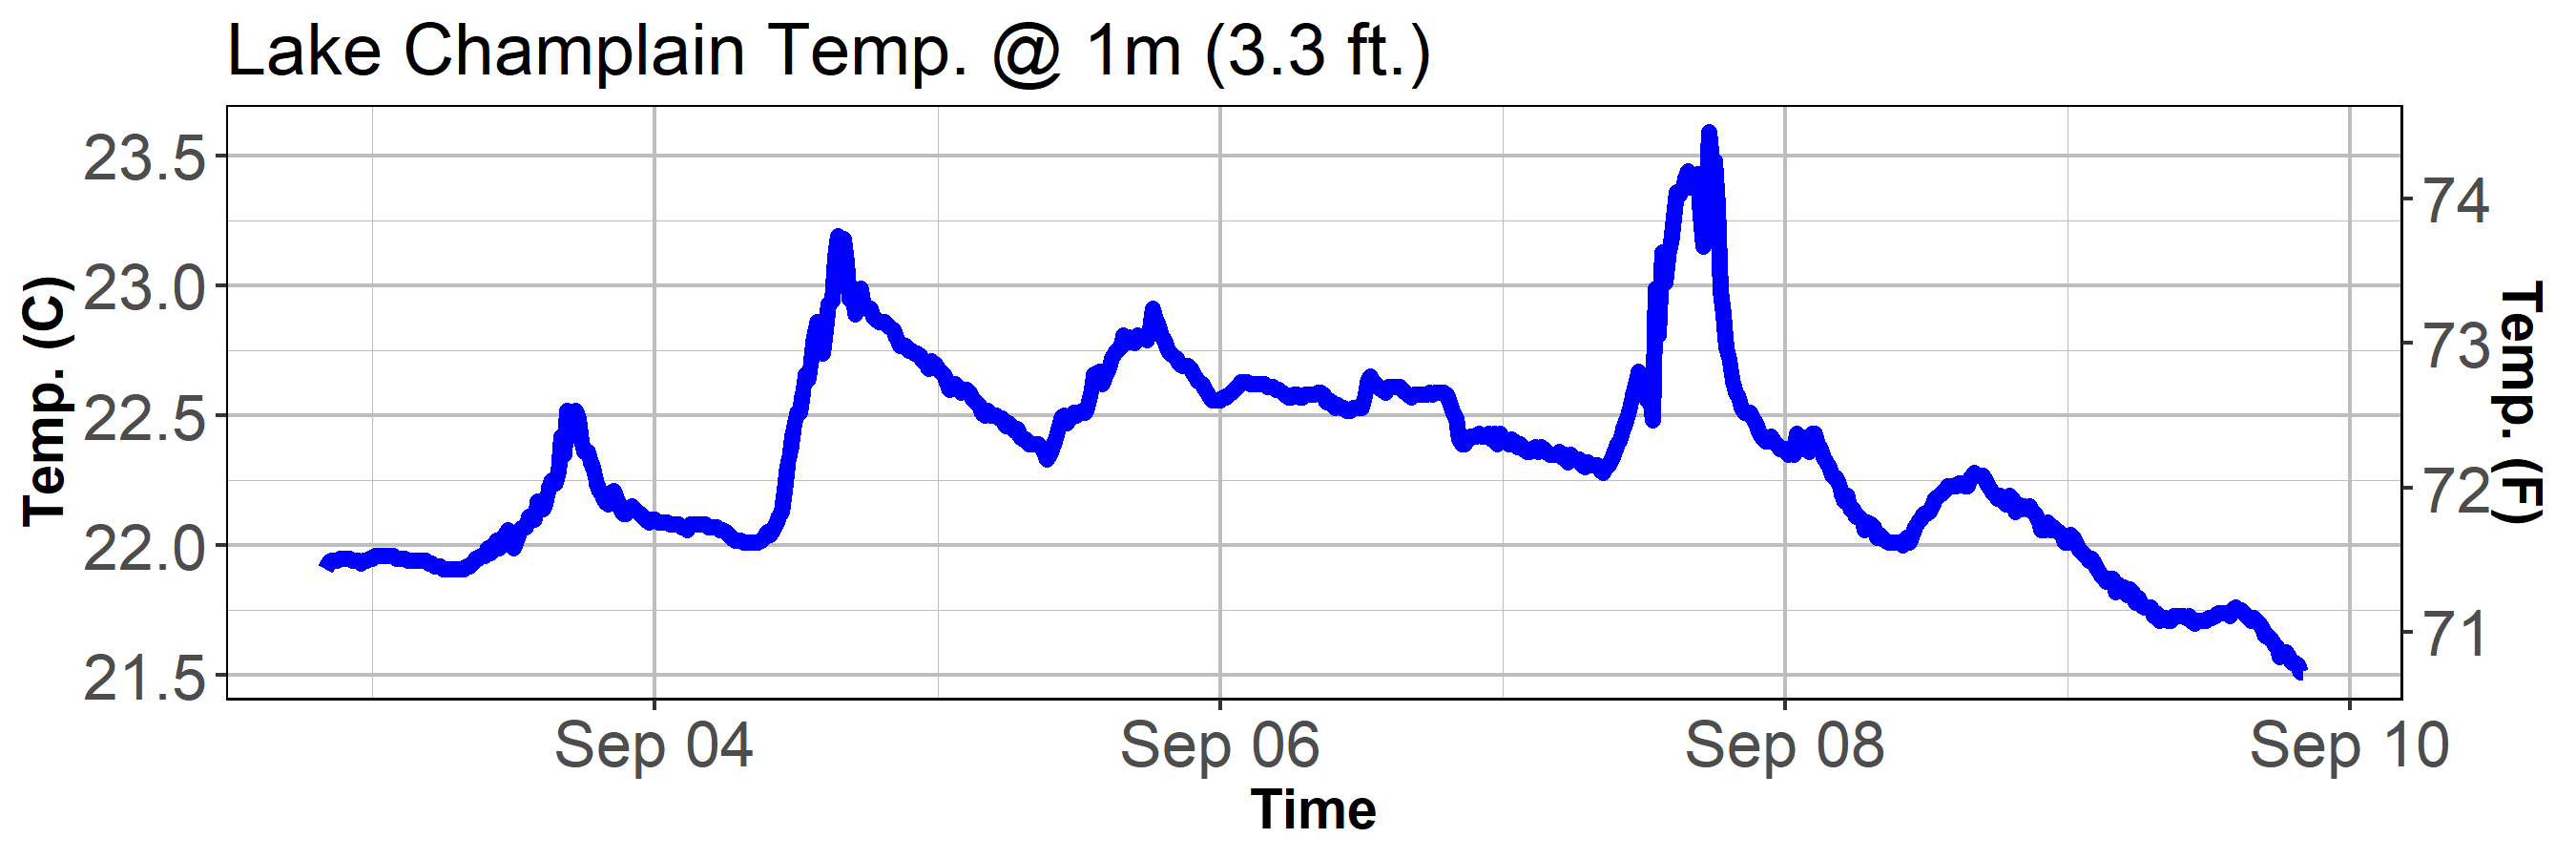 Lake Champlain Temp. @ 1m (3.3 ft.)
Temp. (C)
23.5
23.0
22.5
22.0
21.5
74
73
72
71
Temp. (F)
Sep 04
Sep 06
Sep 08
Sep 10
Time